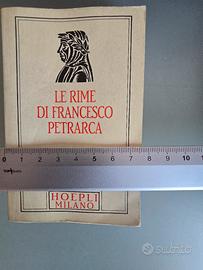 LE RIME
DI FRANCESCO
PETRARCA
0 1 2 3 4 5 6 7 8 9 10 11
HOEPLI
MILANO
subito